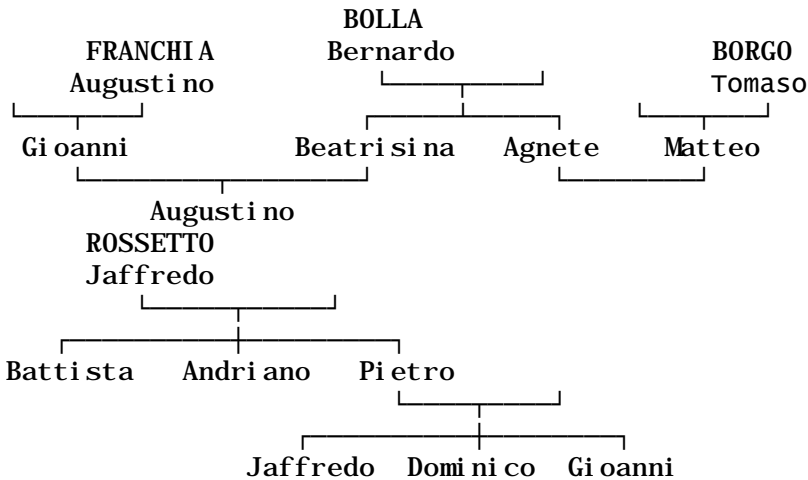 BOLLA
FRANCHIA Bernardo BORGO
Augustino Tomaso
Gioanni Beatrisina Agnete Matteo
Augustino
ROSSETTO
Jaffredo
Battista Andriano Pietro
Jaffredo Dominico Gioanni